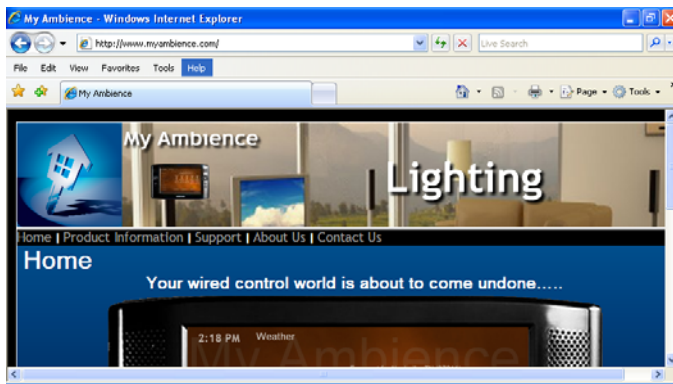 My Ambience - Windows Internet Explorer
http://www.myambience.com/
Live Search
File Edit View Favorites Tools Help
My Ambience
Page Tools
My Ambience
Lighting
Home | Product Information | Support | About Us | Contact Us
Home
Your wired control world is about to come undone.....
2:18 PM Weather
My Ambience